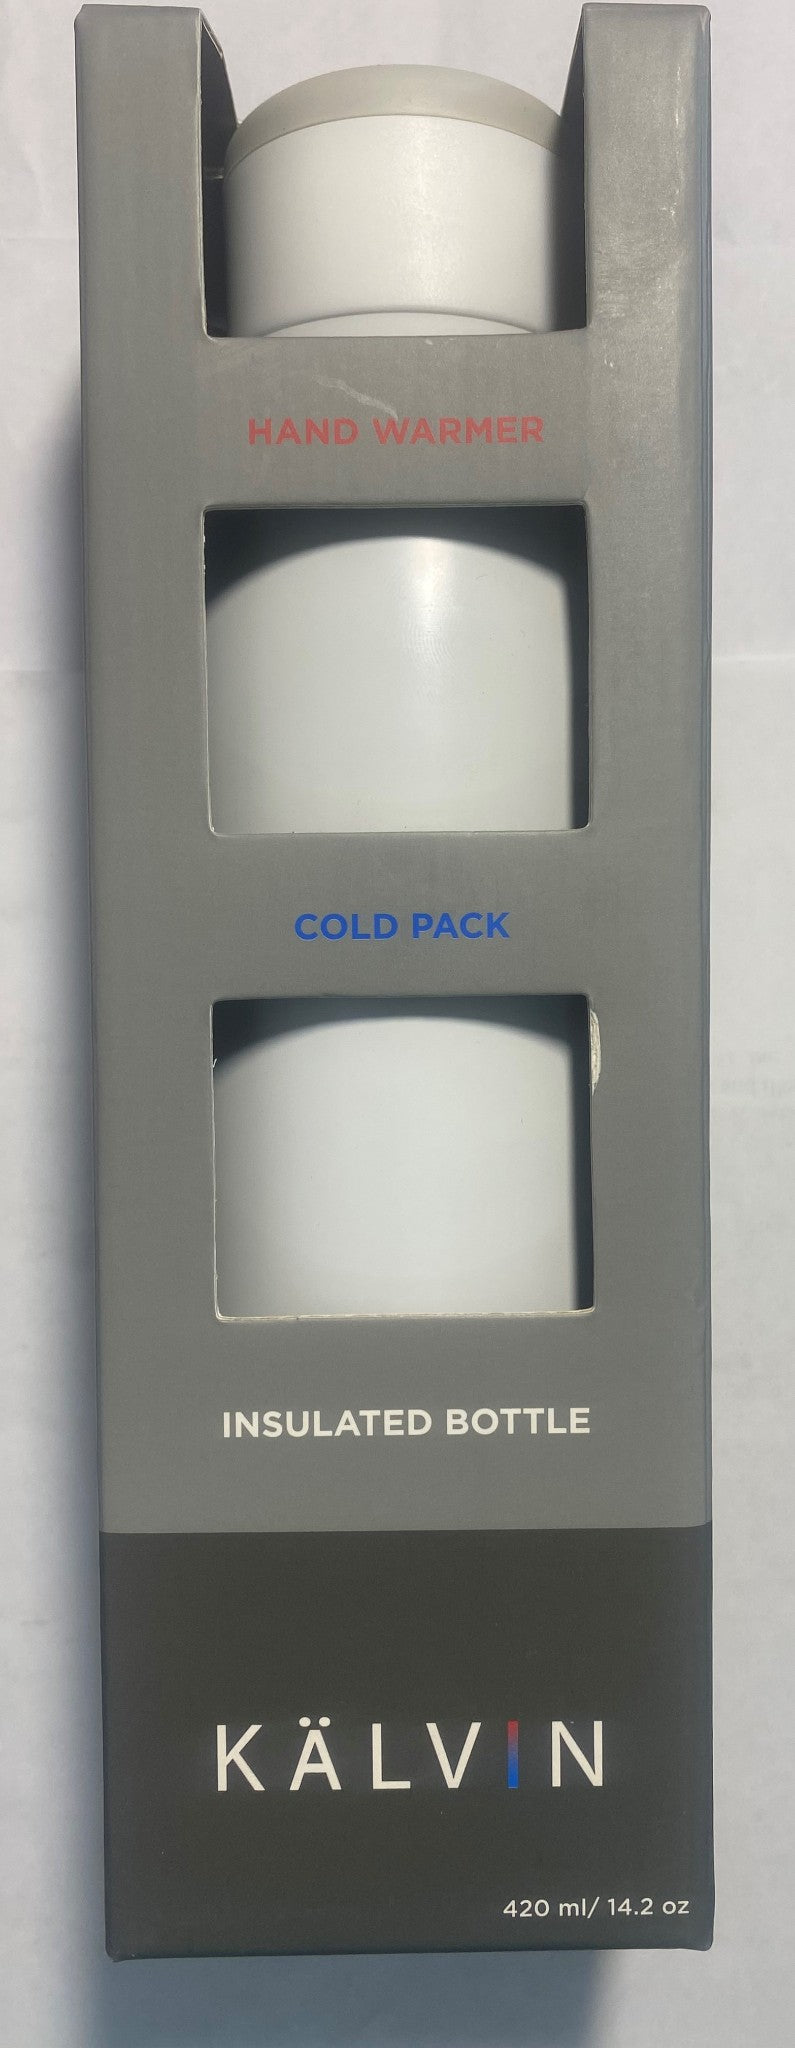 HAND WARMER
COLD PACK
INSULATED BOTTLE
KÄLVIN
420 ml/ 14.2 oz